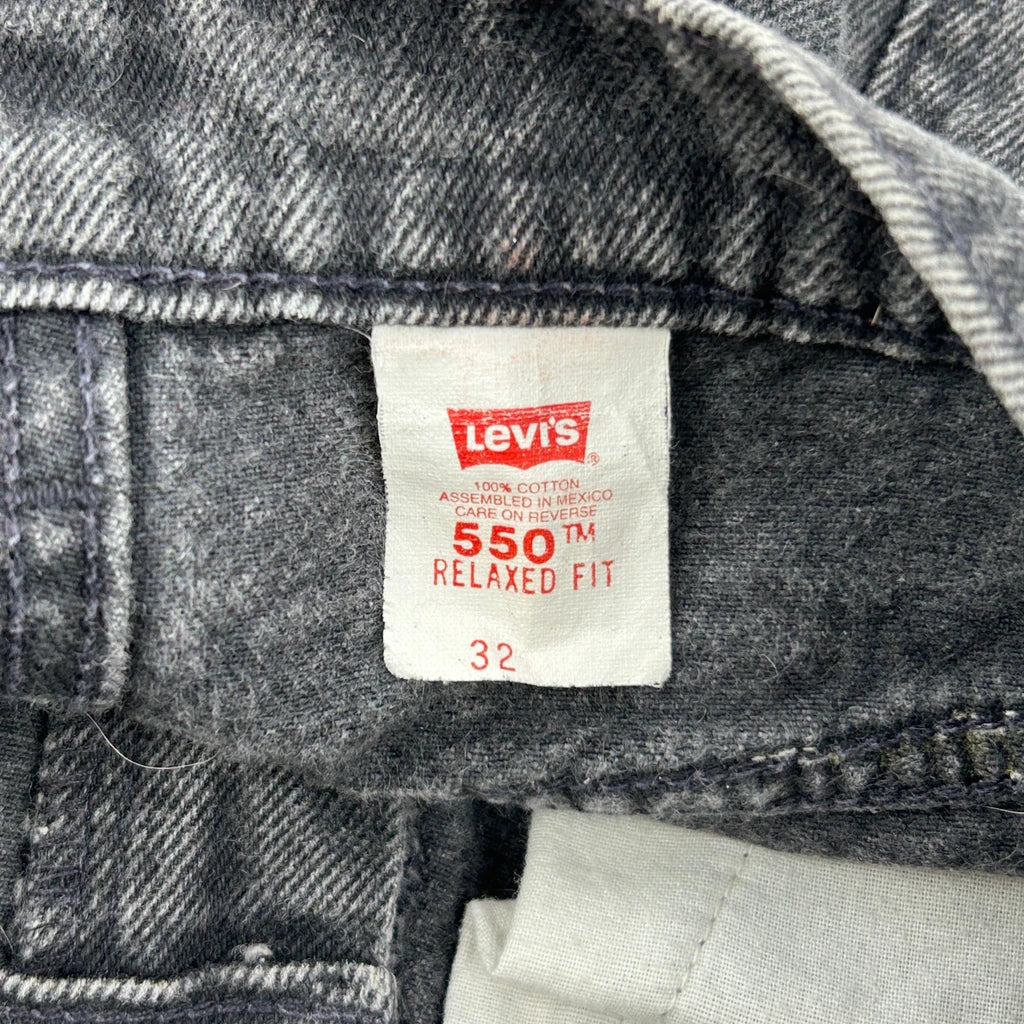 Levi's®
100% COTTON
ASSEMBLED IN MEXICO
CARE ON REVERSE
550™
RELAXED FIT
32